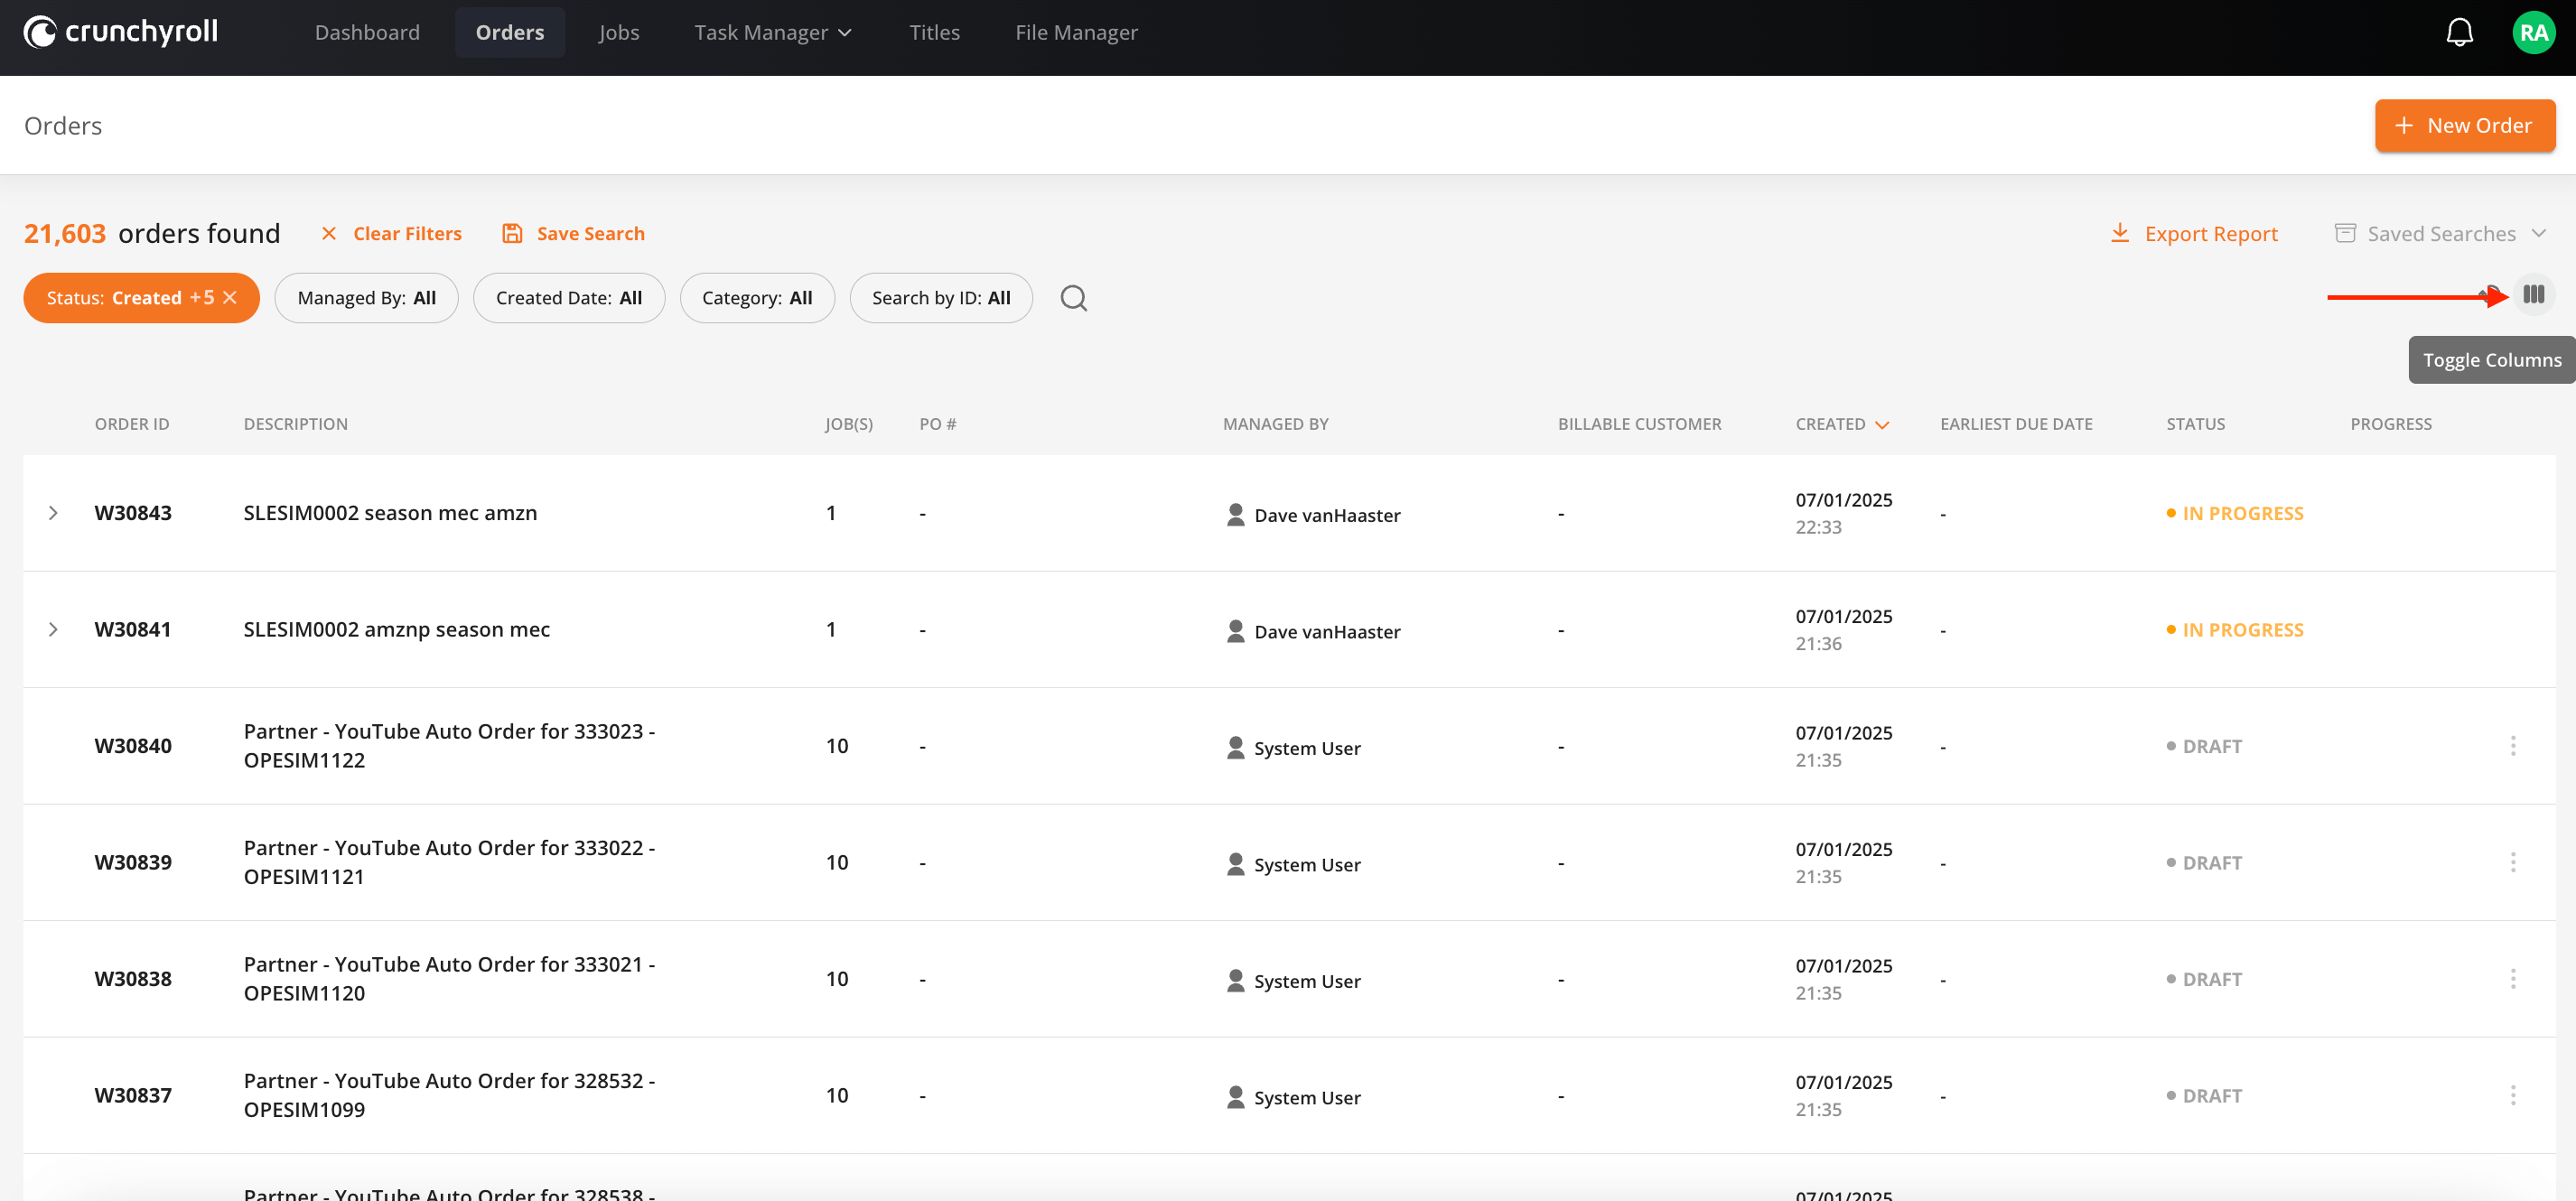 crunchyroll Dashboard Orders Jobs Task Manager Titles File Manager RA
Orders
New Order
21,603 orders found Clear Filters Save Search Export Report Saved Searches
Status: Created +5 Managed By: All Created Date: All Category: All Search by ID: All
Toggle Columns
ORDER ID DESCRIPTION JOB(S) PO # MANAGED BY BILLABLE CUSTOMER CREATED EARLIEST DUE DATE STATUS PROGRESS
W30843 SLESIM0002 season mec amzn 1 - Dave vanHaaster - 07/01/2025 - IN PROGRESS
22:33
W30841 SLESIM0002 amznp season mec 1 - Dave vanHaaster - 07/01/2025 - IN PROGRESS
21:36
W30840 Partner - YouTube Auto Order for 333023 - 10 - System User - 07/01/2025 - DRAFT
OPESIM1122 21:35
W30839 Partner - YouTube Auto Order for 333022 - 10 - System User - 07/01/2025 - DRAFT
OPESIM1121 21:35
W30838 Partner - YouTube Auto Order for 333021 - 10 - System User - 07/01/2025 - DRAFT
OPESIM1120 21:35
W30837 Partner - YouTube Auto Order for 328532 - 10 - System User - 07/01/2025 - DRAFT
OPESIM1099 21:35
Partner - YouTube Auto Order for 328538 - 07/01/2025